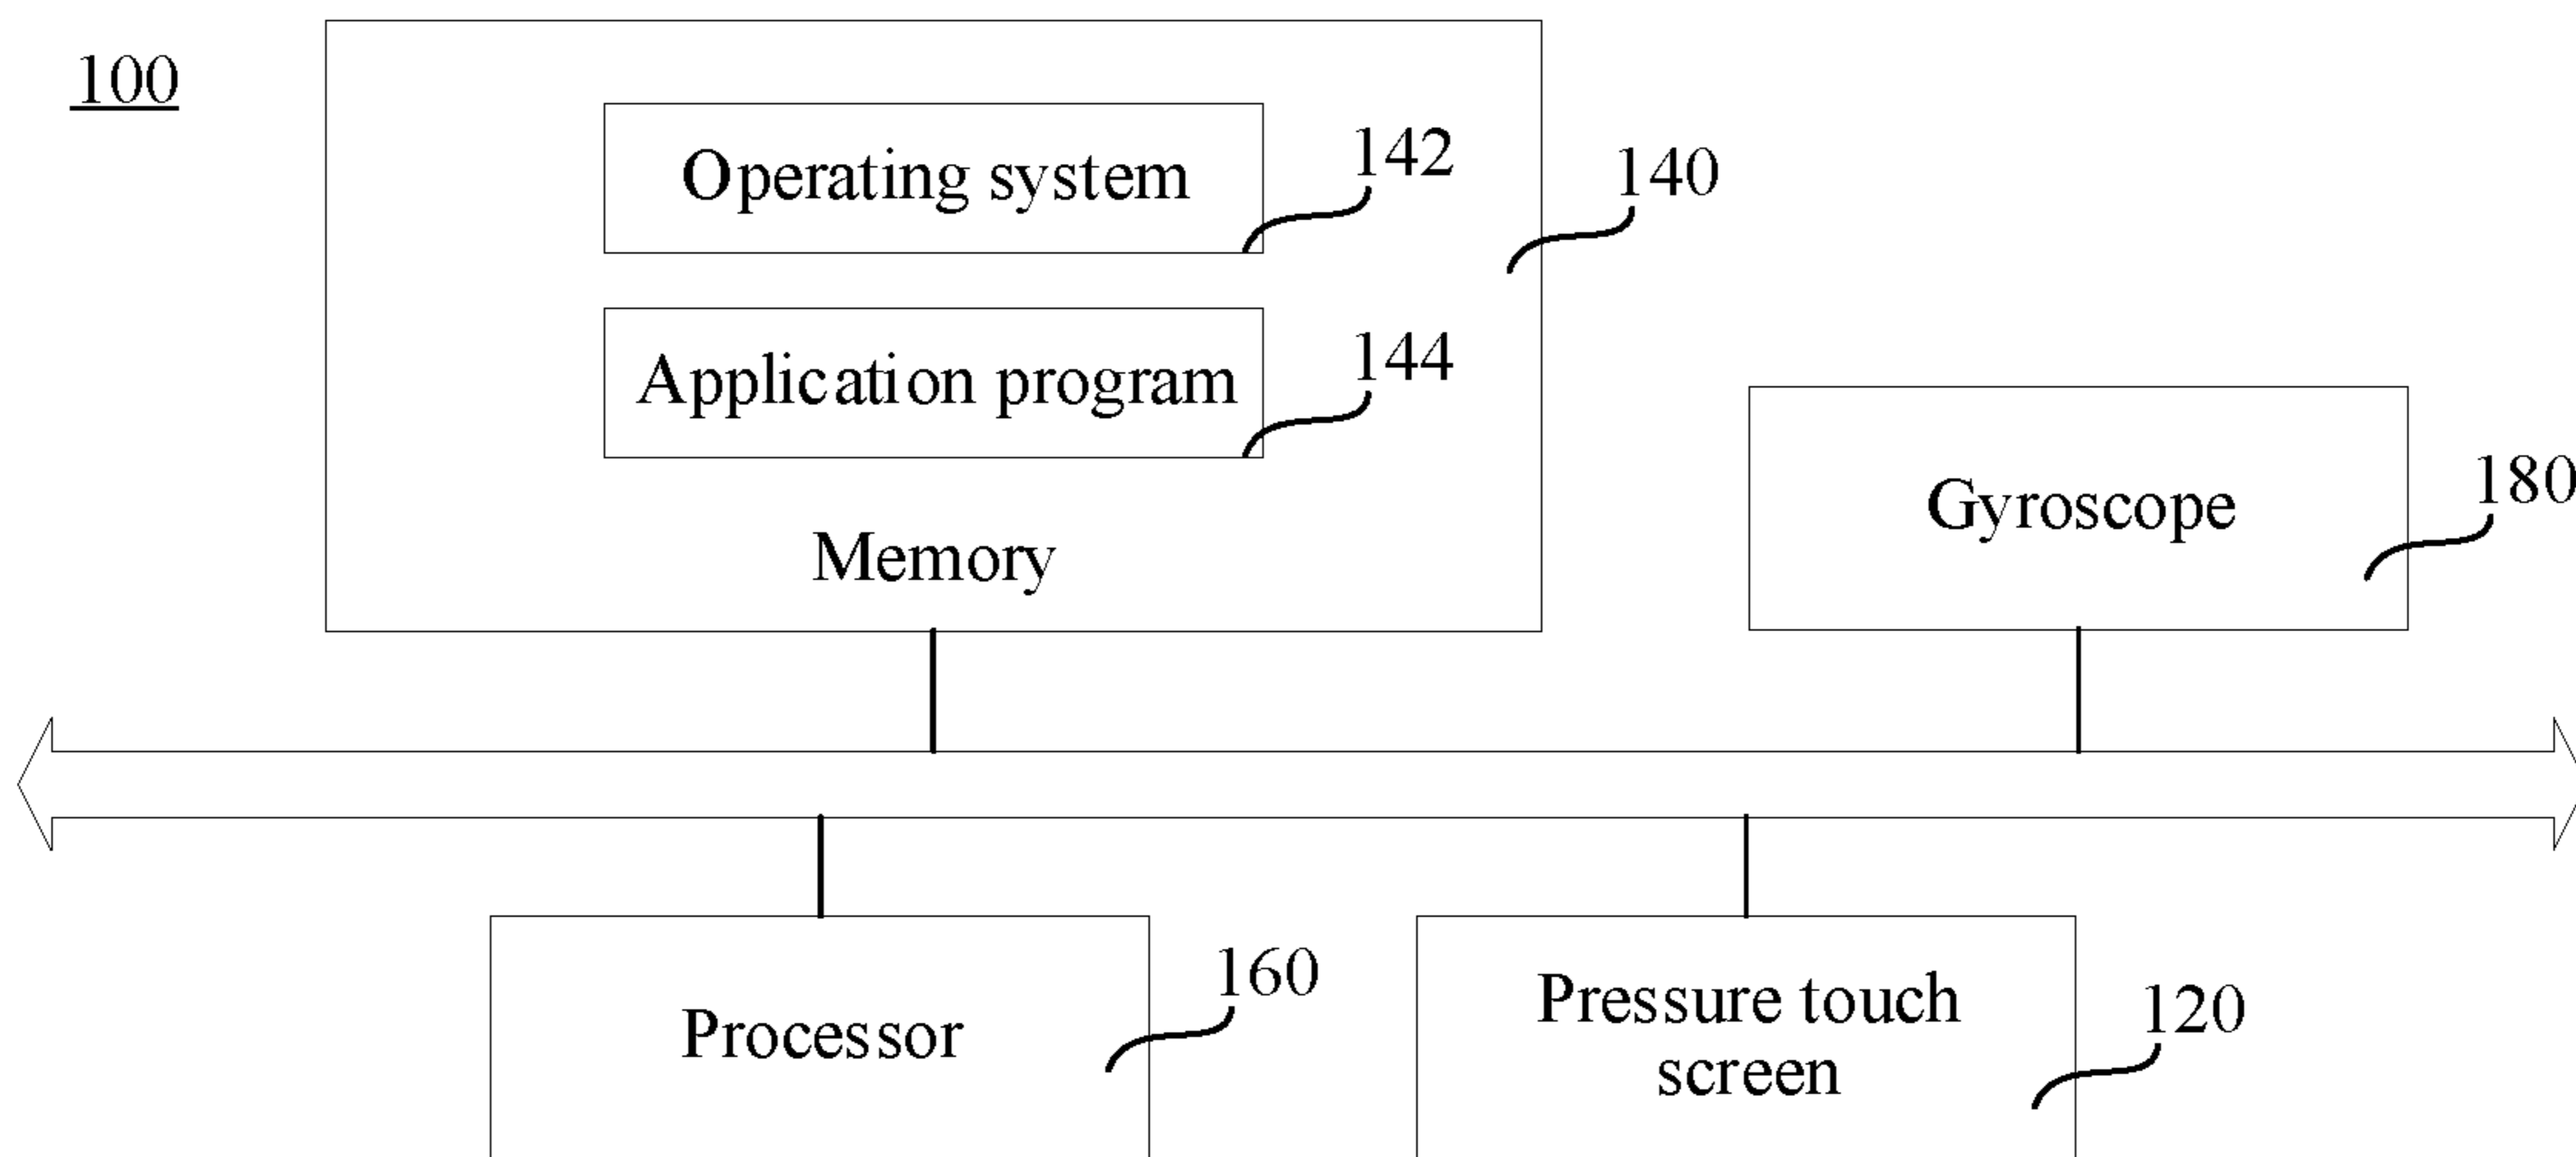 100
Operating system
142
140
Application program
144
Memory
Gyroscope
180
Processor
160
Pressure touch
screen
120